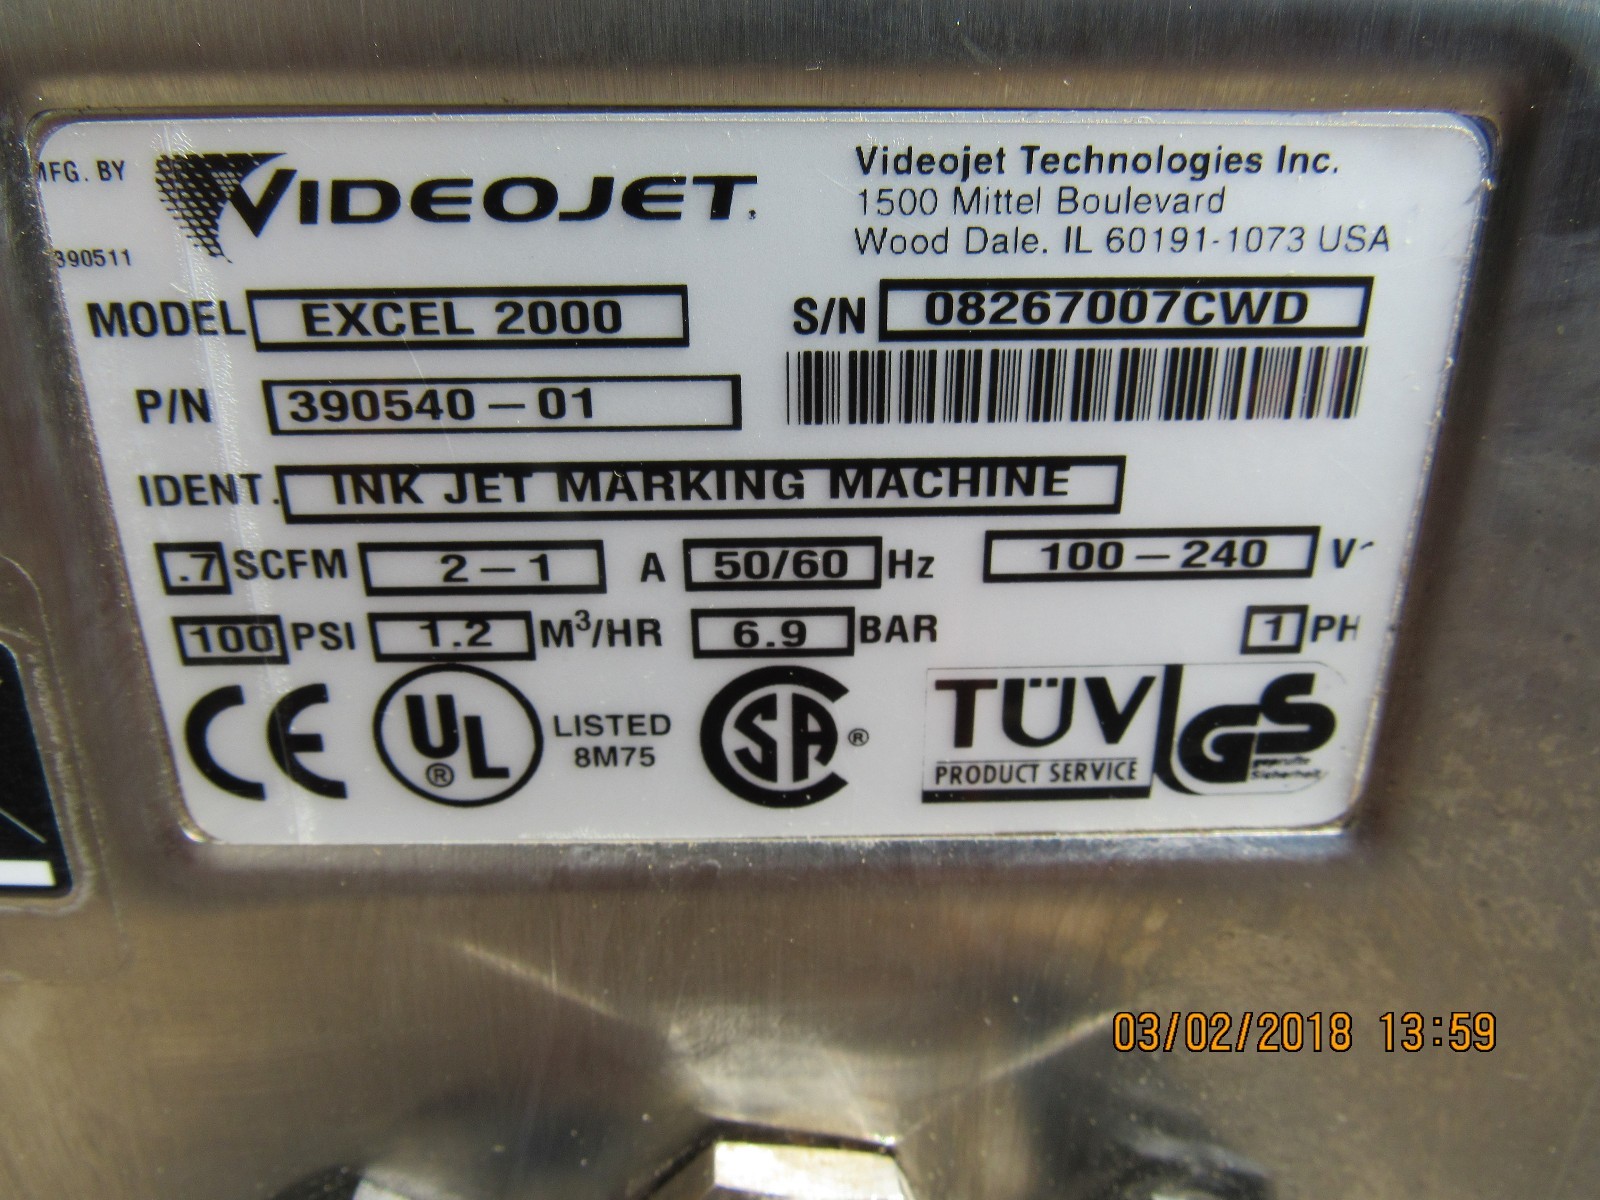 MFG. BY
VIDEOJET.
Videojet Technologies Inc.
1500 Mittel Boulevard
Wood Dale, IL 60191-1073 USA
390511
MODEL EXCEL 2000
S/N 08267007CWD
P/N 390540-01
IDENT. INK JET MARKING MACHINE
.7 SCFM 2-1 A 50/60 Hz 100-240 V~
100 PSI 1.2 M³/HR 6.9 BAR 1 PH
CE UL ® LISTED 8M75 SA ® TÜV PRODUCT SERVICE GS geprüfte Sicherheit
03/02/2018 13:59